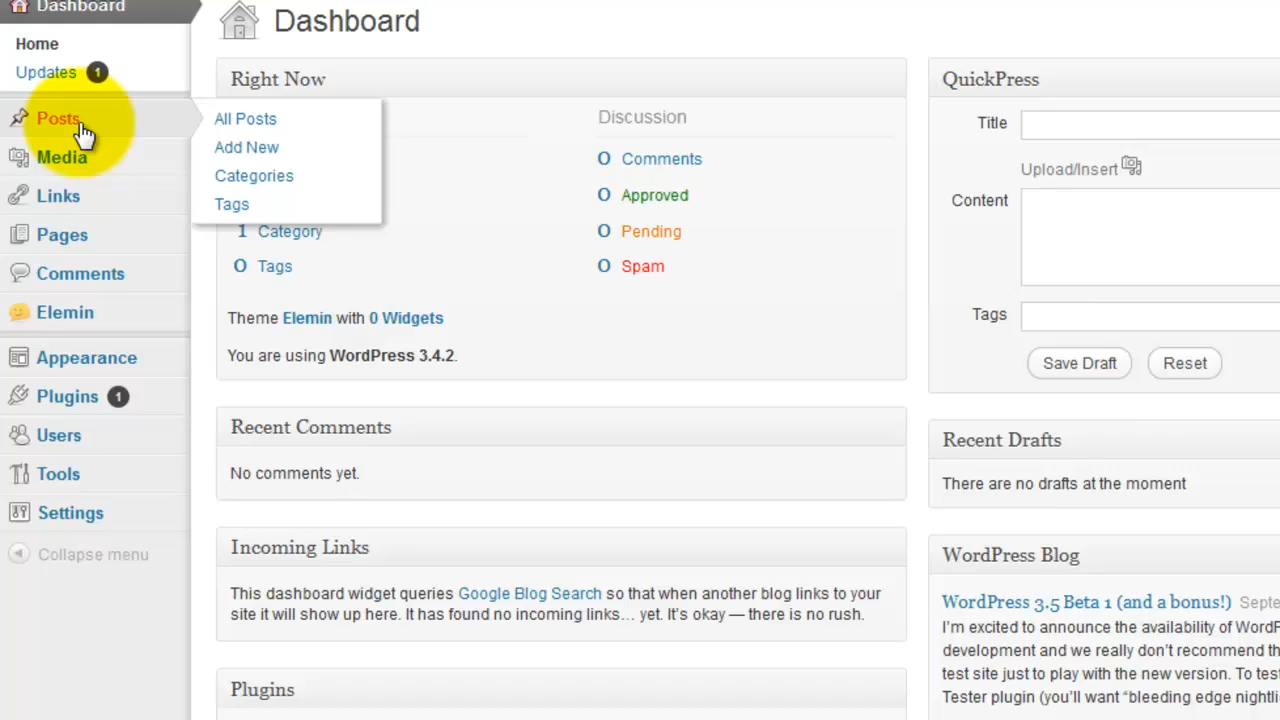 Dashboard
Home
Updates 1
Posts
Media
Links
Pages
Comments
Elemin
Appearance
Plugins 1
Users
Tools
Settings
Collapse menu
All Posts
Add New
Categories
Tags
Dashboard
Right Now
Discussion
0 Comments
0 Approved
1 Category
0 Pending
0 Tags
0 Spam
Theme Elemin with 0 Widgets
You are using WordPress 3.4.2.
Recent Comments
No comments yet.
Incoming Links
This dashboard widget queries Google Blog Search so that when another blog links to your
site it will show up here. It has found no incoming links… yet. It's okay — there is no rush.
Plugins
QuickPress
Title
Upload/Insert
Content
Tags
Save Draft
Reset
Recent Drafts
There are no drafts at the moment
WordPress Blog
WordPress 3.5 Beta 1 (and a bonus!) Septe
I'm excited to announce the availability of WordP
development and we really don't recommend th
test site just to play with the new version. To test
Tester plugin (you'll want "bleeding edge nightli